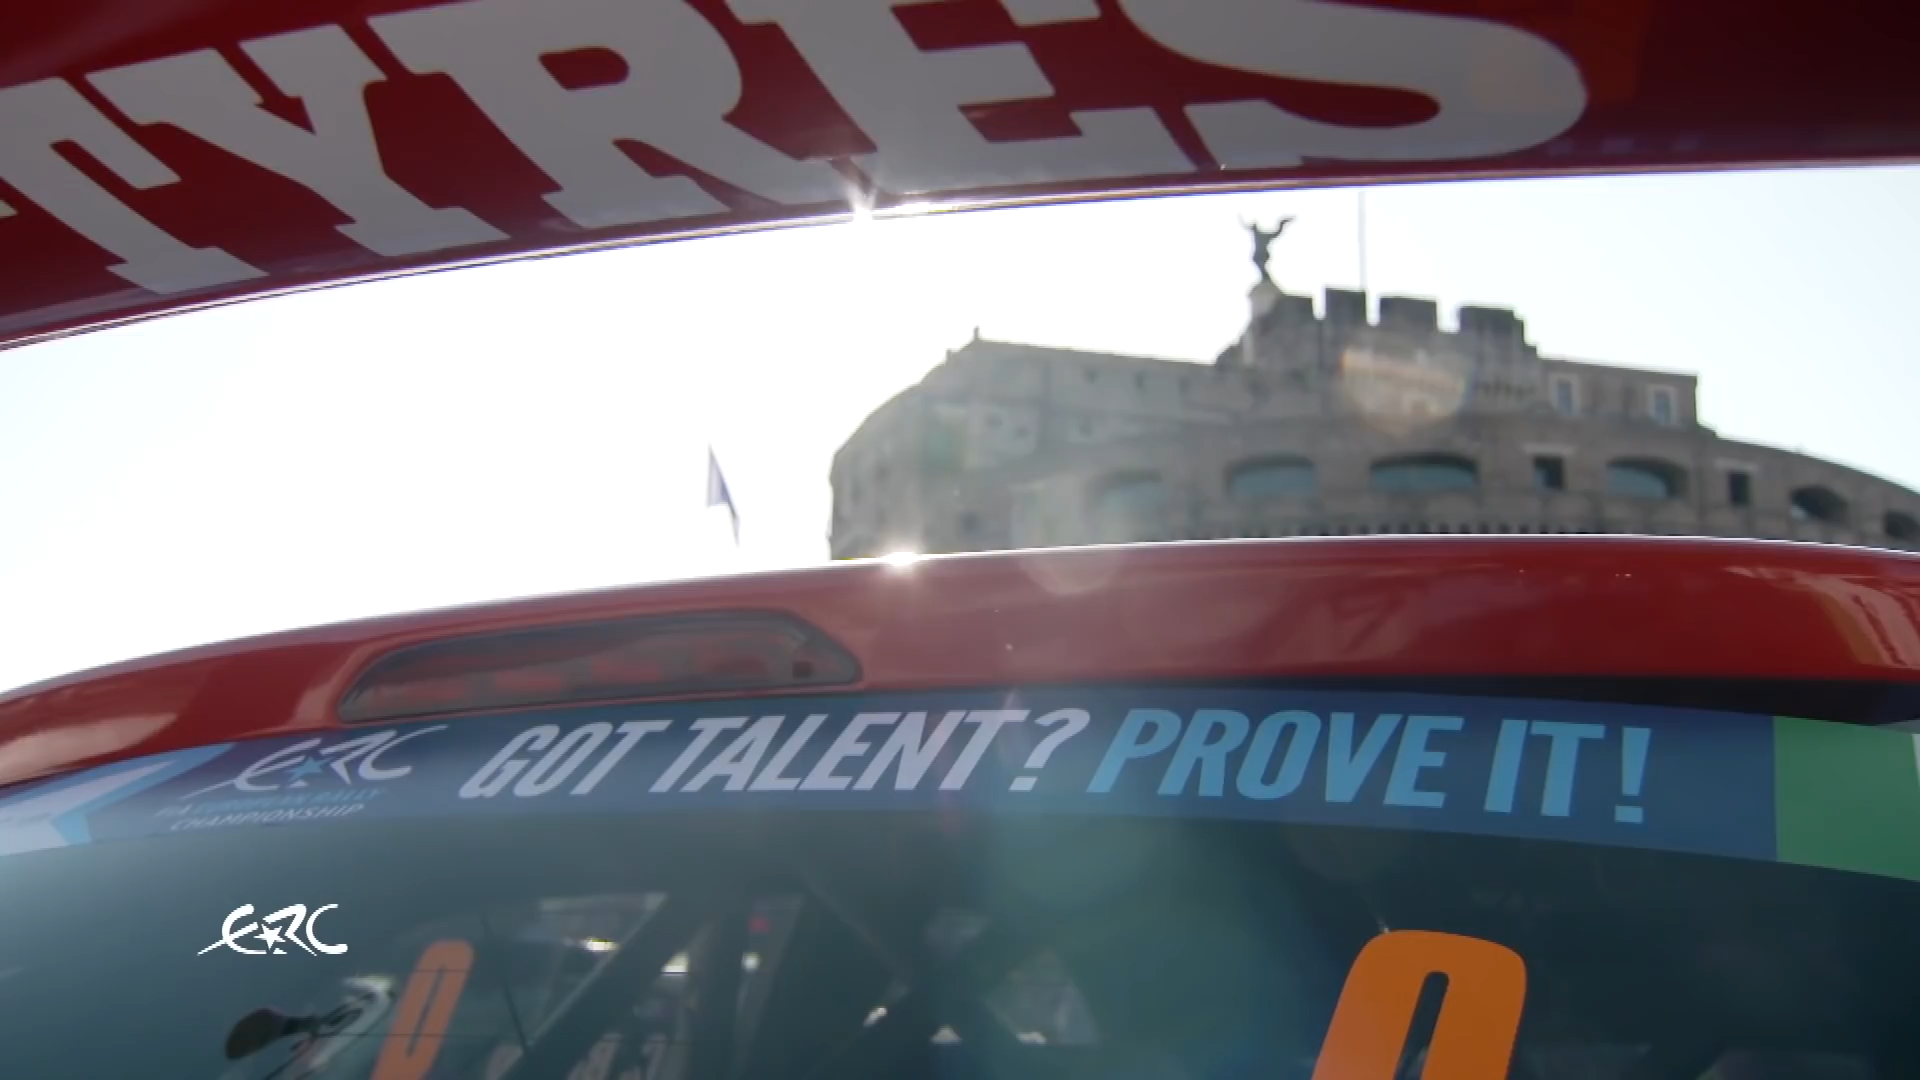 TYRES
GOT TALENT? PROVE IT!
ERC
FIA EUROPEAN RALLY
CHAMPIONSHIP
ERC